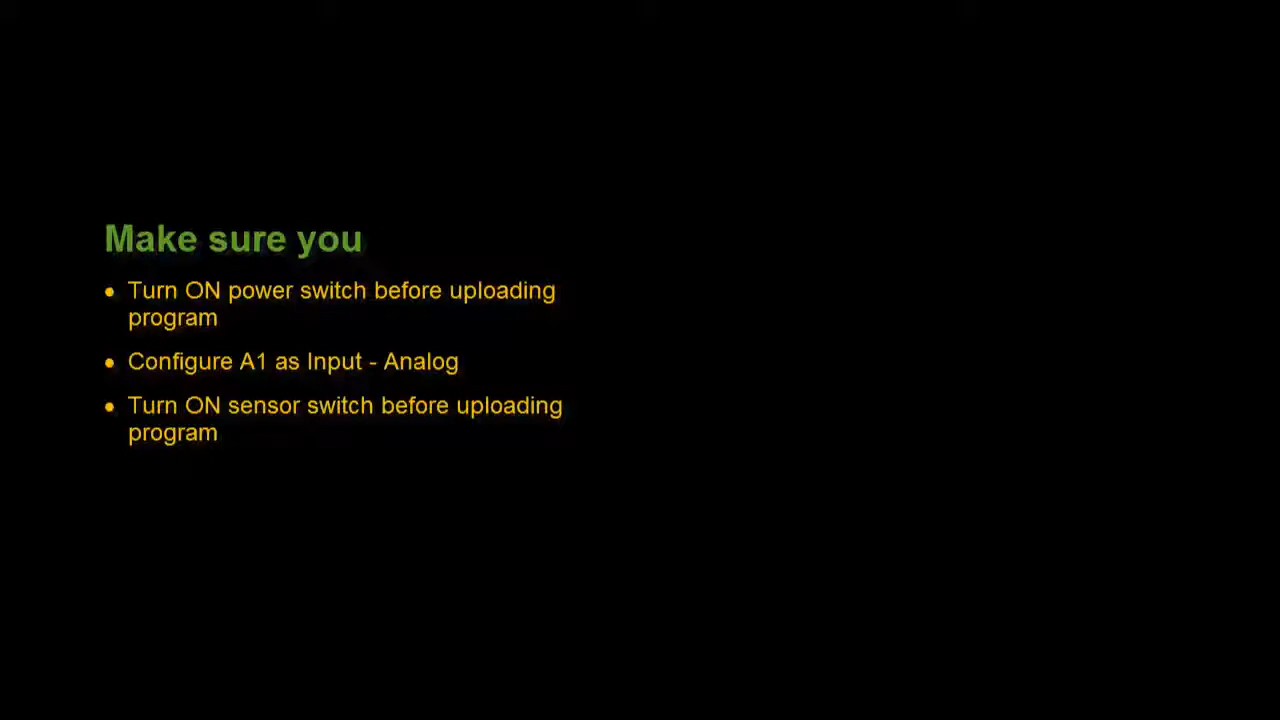 Make sure you
• Turn ON power switch before uploading
program
• Configure A1 as Input - Analog
• Turn ON sensor switch before uploading
program